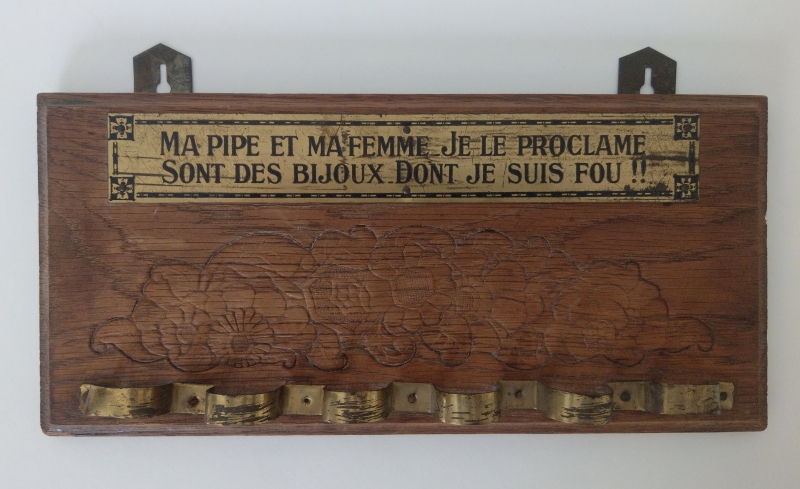 MA PIPE ET MA FEMME JE LE PROCLAME
SONT DES BIJOUX DONT JE SUIS FOU !!